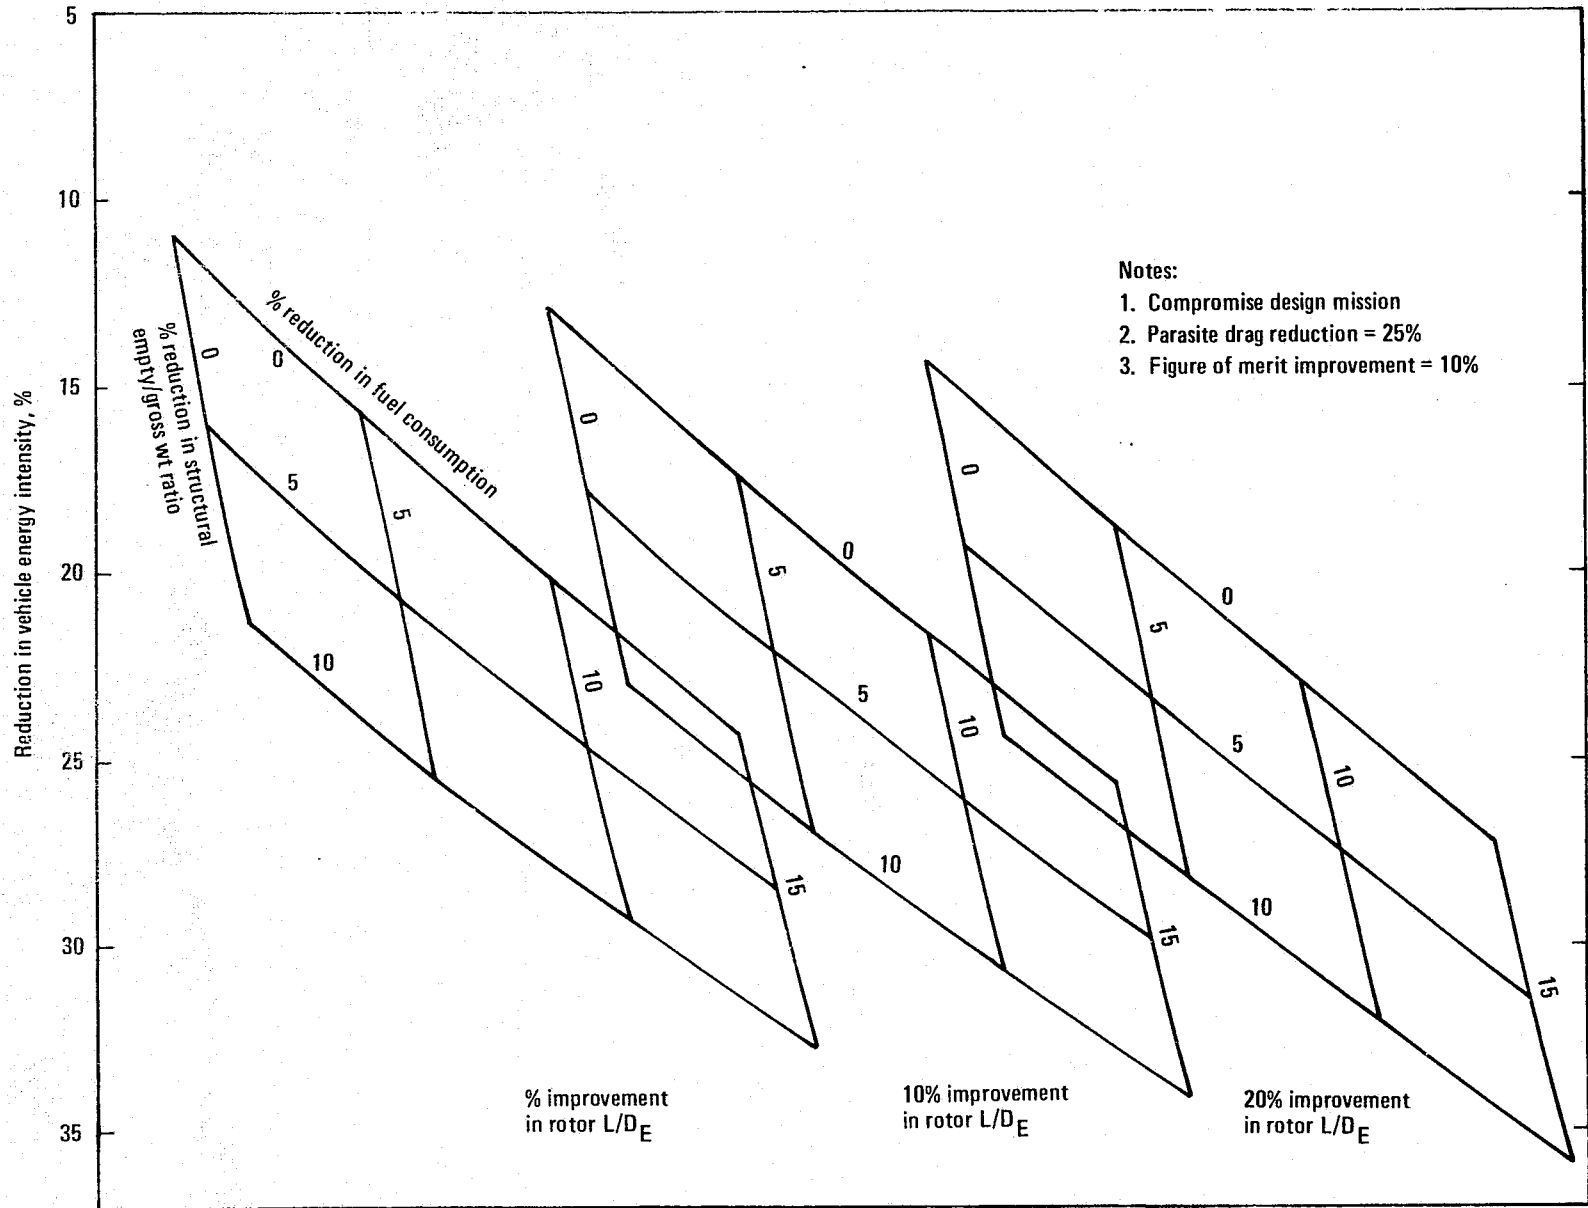 5
10
15
20
25
30
35
Reduction in vehicle energy intensity, %
% reduction in structural
empty/gross wt ratio
% reduction in fuel consumption
0
0
5
5
10
10
15
0
0
5
5
10
10
15
0
0
5
5
10
10
15
Notes:
1. Compromise design mission
2. Parasite drag reduction = 25%
3. Figure of merit improvement = 10%
% improvement
in rotor L/DE
10% improvement
in rotor L/DE
20% improvement
in rotor L/DE